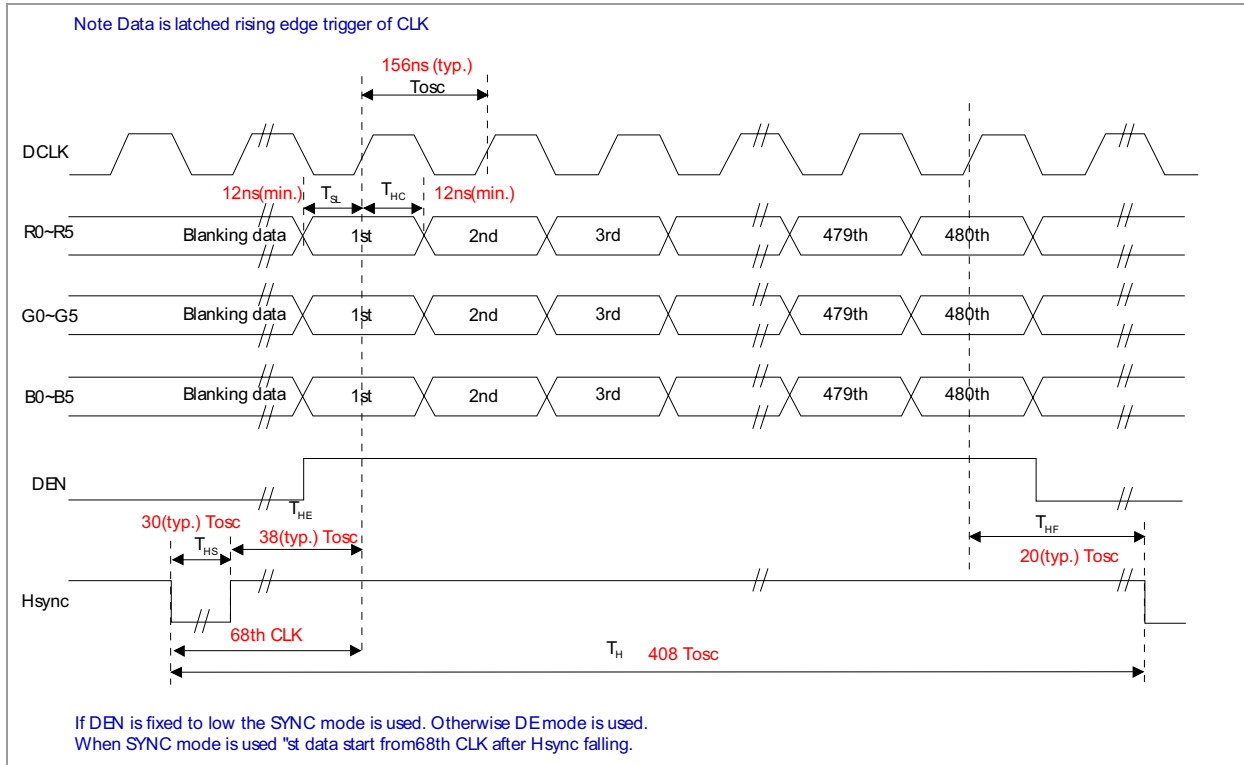 Note Data is latched rising edge trigger of CLK
156ns (typ.)
Tosc
DCLK
12ns(min.) TSL THC 12ns(min.)
R0~R5 Blanking data 1st 2nd 3rd 479th 480th
G0~G5 Blanking data 1st 2nd 3rd 479th 480th
B0~B5 Blanking data 1st 2nd 3rd 479th 480th
DEN
THE
30(typ.) Tosc
THS 38(typ.) Tosc
THF
20(typ.) Tosc
Hsync
68th CLK
TH 408 Tosc
If DEN is fixed to low the SYNC mode is used. Otherwise DE mode is used.
When SYNC mode is used "st data start from68th CLK after Hsync falling.